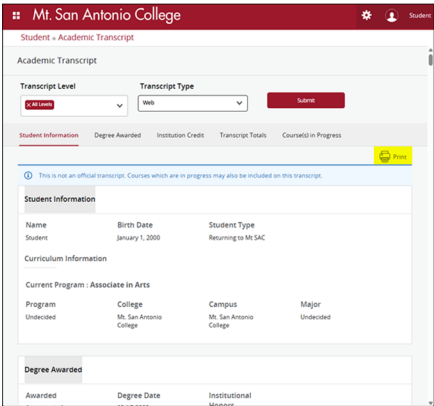 Mt. San Antonio College
Student
Student » Academic Transcript
Academic Transcript
Transcript Level
Transcript Type
× All Levels
Web
Submit
Student Information
Degree Awarded
Institution Credit
Transcript Totals
Course(s) in Progress
Print
This is not an official transcript. Courses which are in progress may also be included on this transcript.
Student Information
Name
Birth Date
Student Type
Student
January 1, 2000
Returning to Mt SAC
Curriculum Information
Current Program : Associate in Arts
Program
College
Campus
Major
Undecided
Mt. San Antonio
College
Mt. San Antonio
College
Undecided
Degree Awarded
Awarded
Degree Date
Institutional
Honors